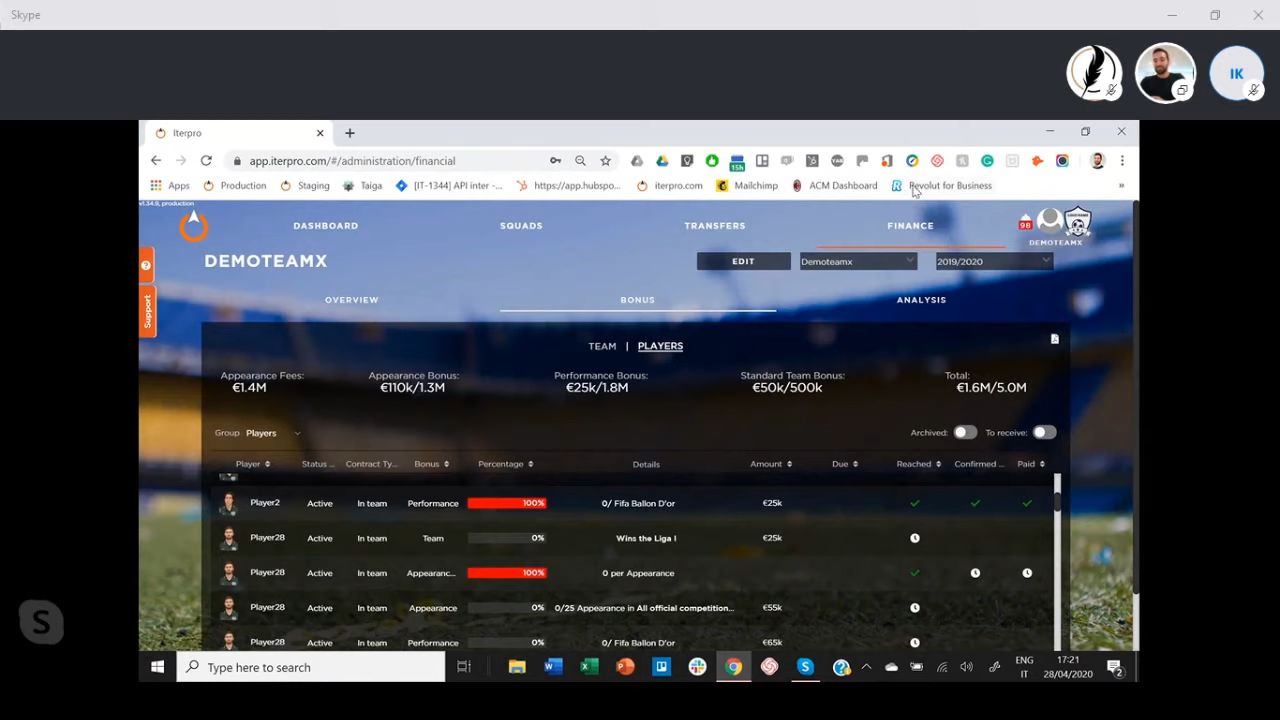 Skype
IK
Iterpro
app.iterpro.com/#/administration/financial
15h
Apps Production Staging Taiga [IT-1344] API inter -... https://app.hubspo... iterpro.com Mailchimp ACM Dashboard Revolut for Business »
v1.34.9, production
DASHBOARD SQUADS TRANSFERS FINANCE
98
DEMOTEAMX
DEMOTEAMX EDIT Demoteamx 2019/2020
Support
OVERVIEW BONUS ANALYSIS
TEAM | PLAYERS
Appearance Fees: Appearance Bonus: Performance Bonus: Standard Team Bonus: Total:
€1.4M €110k/1.3M €25k/1.8M €50k/500k €1.6M/5.0M
Group Players Archived: To receive:
Player Status ... Contract Ty... Bonus Percentage Details Amount Due Reached Confirmed ... Paid
Player2 Active In team Performance 100% 0/ Fifa Ballon D'or €25k
Player28 Active In team Team 0% Wins the Liga I €25k
Player28 Active In team Appearanc... 100% 0 per Appearance
Player28 Active In team Appearance 0% 0/25 Appearance in All official competition... €55k
Player28 Active In team Performance 0% 0/ Fifa Ballon D'or €65k
S
Type here to search
ENG 17:21
IT 28/04/2020
2